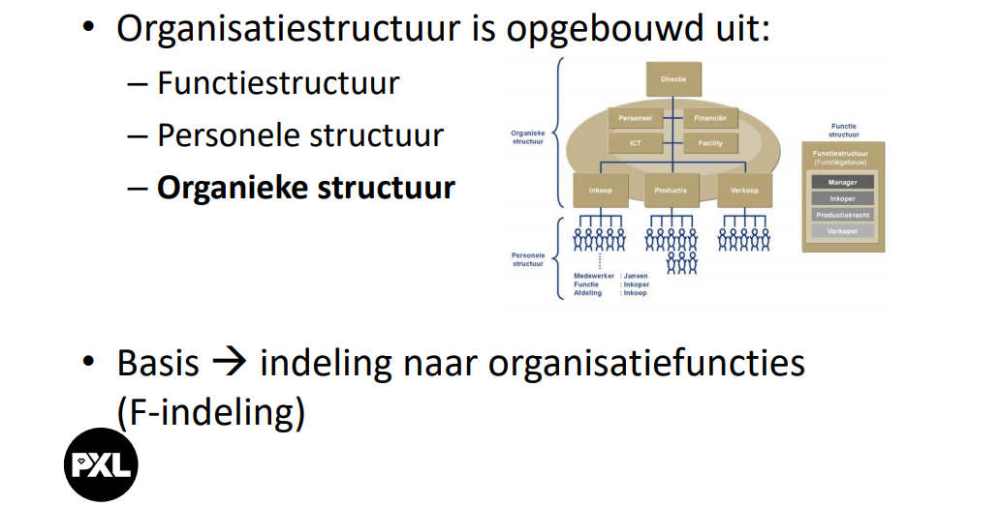 • Organisatiestructuur is opgebouwd uit:
– Functiestructuur
– Personele structuur
– Organieke structuur
Organieke
structuur
Directie
Personeel
Financiën
ICT
Facility
Inkoop
Productie
Verkoop
Personele
structuur
Medewerker : Jansen
Functie : Inkoper
Afdeling : Inkoop
Functie
structuur
Functiestructuur
(Functiegebouw)
Manager
Inkoper
Productiekracht
Verkoper
• Basis → indeling naar organisatiefuncties
(F-indeling)
PXL